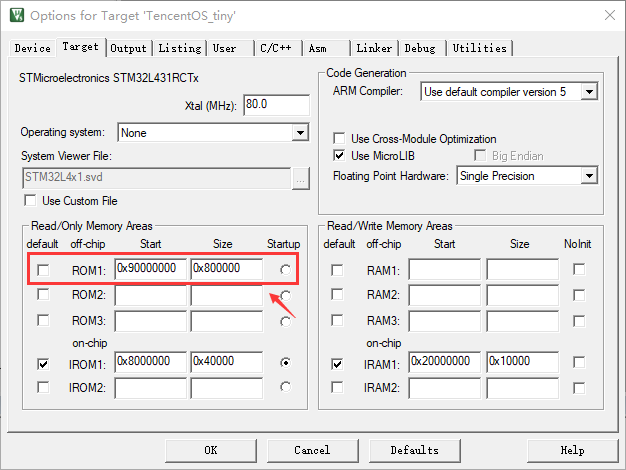 Options for Target 'TencentOS_tiny'
Device Target Output Listing User C/C++ Asm Linker Debug Utilities
STMicroelectronics STM32L431RCTx
Xtal (MHz): 80.0
Operating system: None
System Viewer File:
STM32L4x1.svd ...
Use Custom File
Code Generation
ARM Compiler: Use default compiler version 5
Use Cross-Module Optimization
Use MicroLIB Big Endian
Floating Point Hardware: Single Precision
Read/Only Memory Areas
default off-chip Start Size Startup
ROM1: 0x90000000 0x800000
ROM2:
ROM3:
on-chip
IROM1: 0x8000000 0x40000
IROM2:
Read/Write Memory Areas
default off-chip Start Size NoInit
RAM1:
RAM2:
RAM3:
on-chip
IRAM1: 0x20000000 0x10000
IRAM2:
OK Cancel Defaults Help